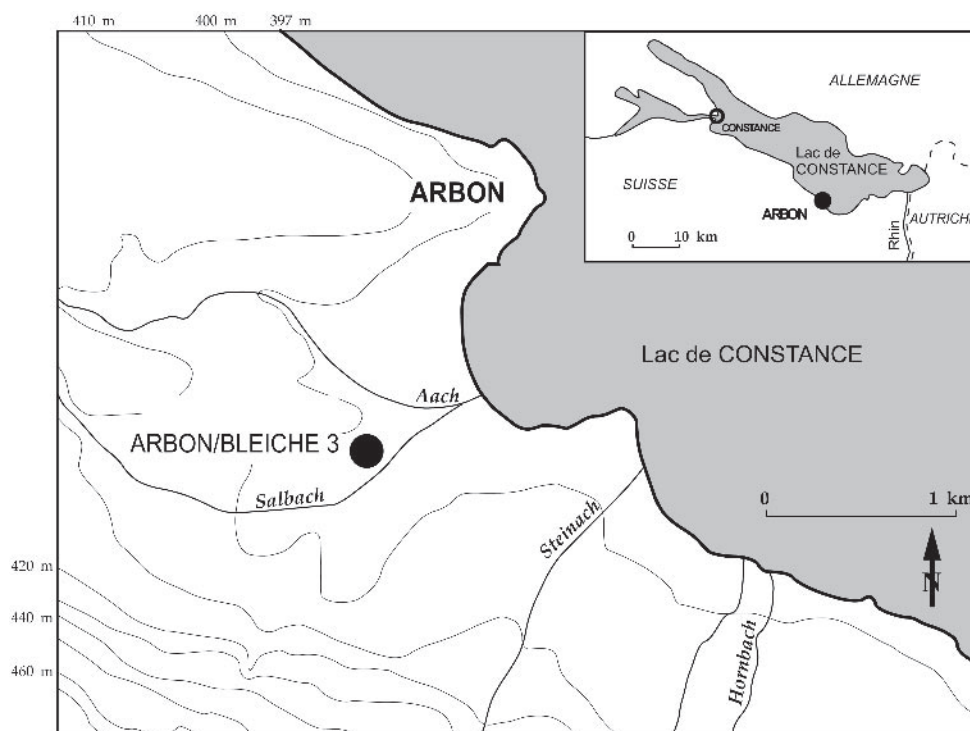 410 m
400 m
397 m
ALLEMAGNE
CONSTANCE
Lac de
CONSTANCE
SUISSE
ARBON
AUTRICHE
Rhin
0 10 km
ARBON
Lac de CONSTANCE
Aach
ARBON/BLEICHE 3
Salbach
Steinach
0 1 km
N
420 m
440 m
460 m
Hornbach